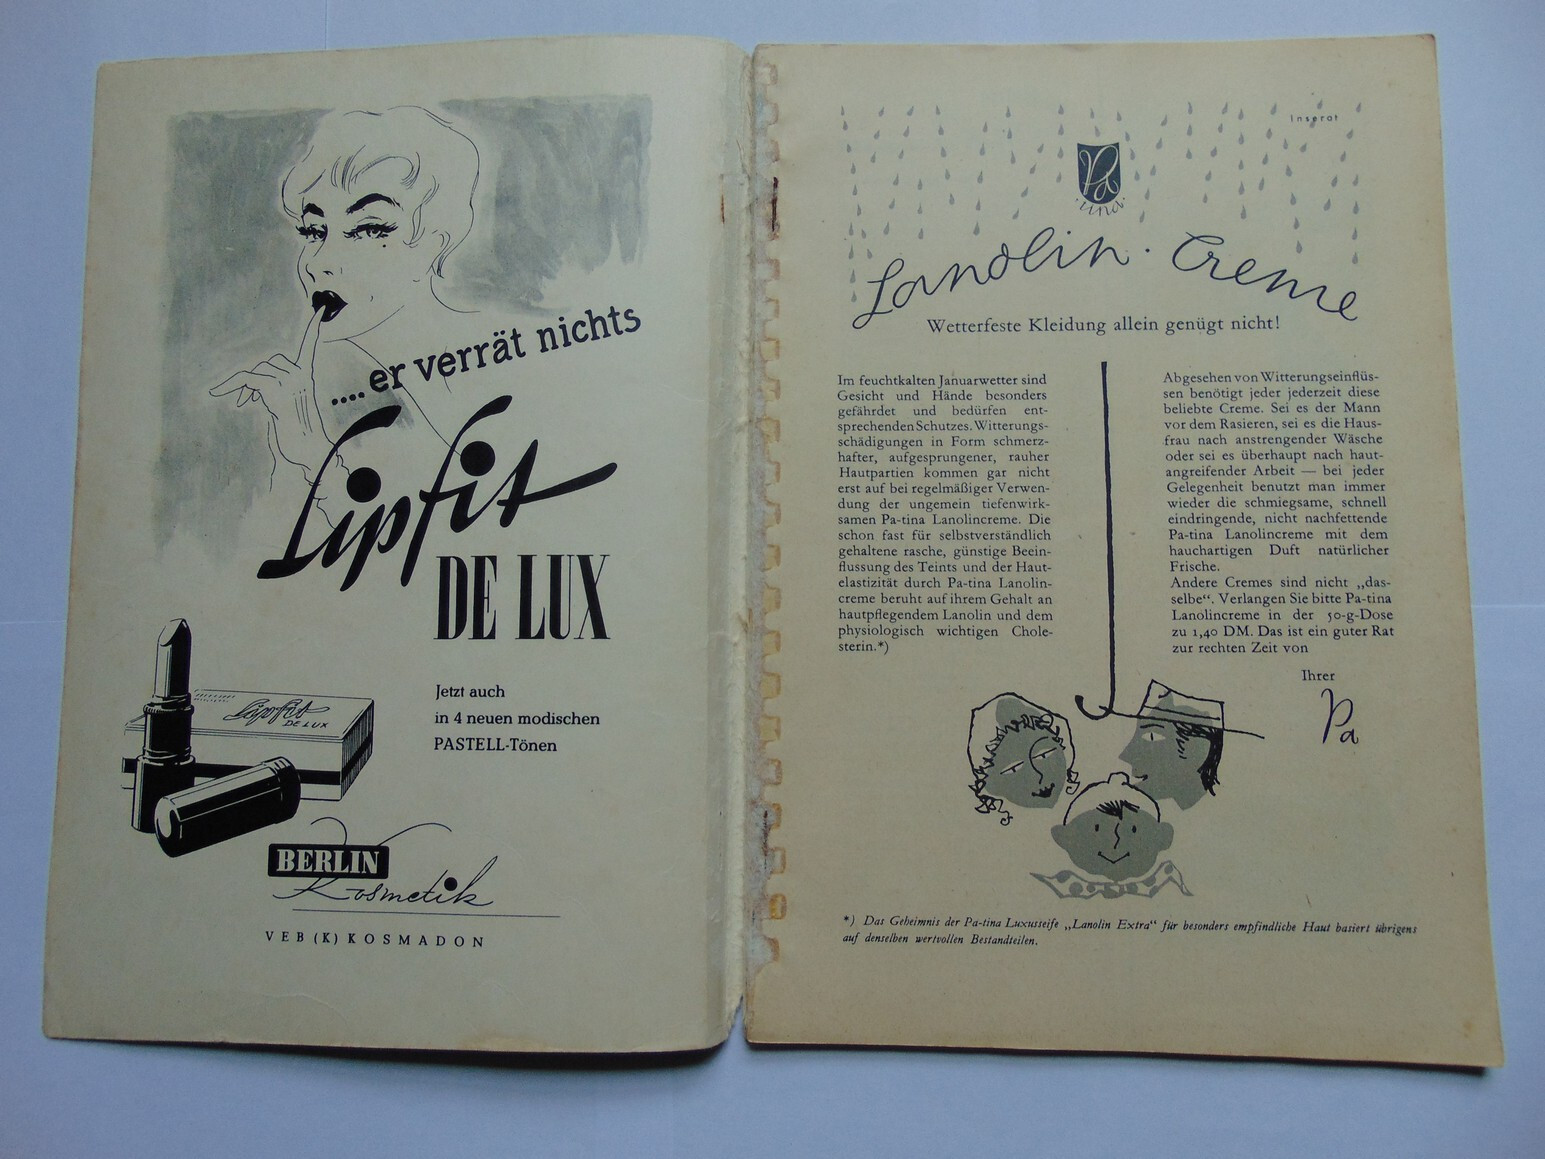 ....er verrät nichts
Lipfit
DE LUX
Jetzt auch
in 4 neuen modischen
PASTELL-Tönen
Lipfit
DE LUX
BERLIN
Kosmetik
VEB (K) KOSMADON
Inserat
Pa
tina
Lanolin-Creme
Wetterfeste Kleidung allein genügt nicht!
Im feuchtkalten Januarwetter sind
Gesicht und Hände besonders
gefährdet und bedürfen ent-
sprechenden Schutzes. Witterungs-
schädigungen in Form schmerz-
hafter, aufgesprungener, rauher
Hautpartien kommen gar nicht
erst auf bei regelmäßiger Verwen-
dung der ungemein tiefenwirk-
samen Pa-tina Lanolincreme. Die
schon fast für selbstverständlich
gehaltene rasche, günstige Beein-
flussung des Teints und der Haut-
elastizität durch Pa-tina Lanolin-
creme beruht auf ihrem Gehalt an
hautpflegendem Lanolin und dem
physiologisch wichtigen Chole-
sterin.*)
Abgesehen von Witterungseinflüs-
sen benötigt jeder jederzeit diese
beliebte Creme. Sei es der Mann
vor dem Rasieren, sei es die Haus-
frau nach anstrengender Wäsche
oder sei es überhaupt nach haut-
angreifender Arbeit — bei jeder
Gelegenheit benutzt man immer
wieder die schmiegsame, schnell
eindringende, nicht nachfettende
Pa-tina Lanolincreme mit dem
hauchartigen Duft natürlicher
Frische.
Andere Cremes sind nicht „das-
selbe“. Verlangen Sie bitte Pa-tina
Lanolincreme in der 50-g-Dose
zu 1,40 DM. Das ist ein guter Rat
zur rechten Zeit von
Ihrer
Pa
*) Das Geheimnis der Pa-tina Luxusseife „Lanolin Extra“ für besonders empfindliche Haut basiert übrigens
auf denselben wertvollen Bestandteilen.